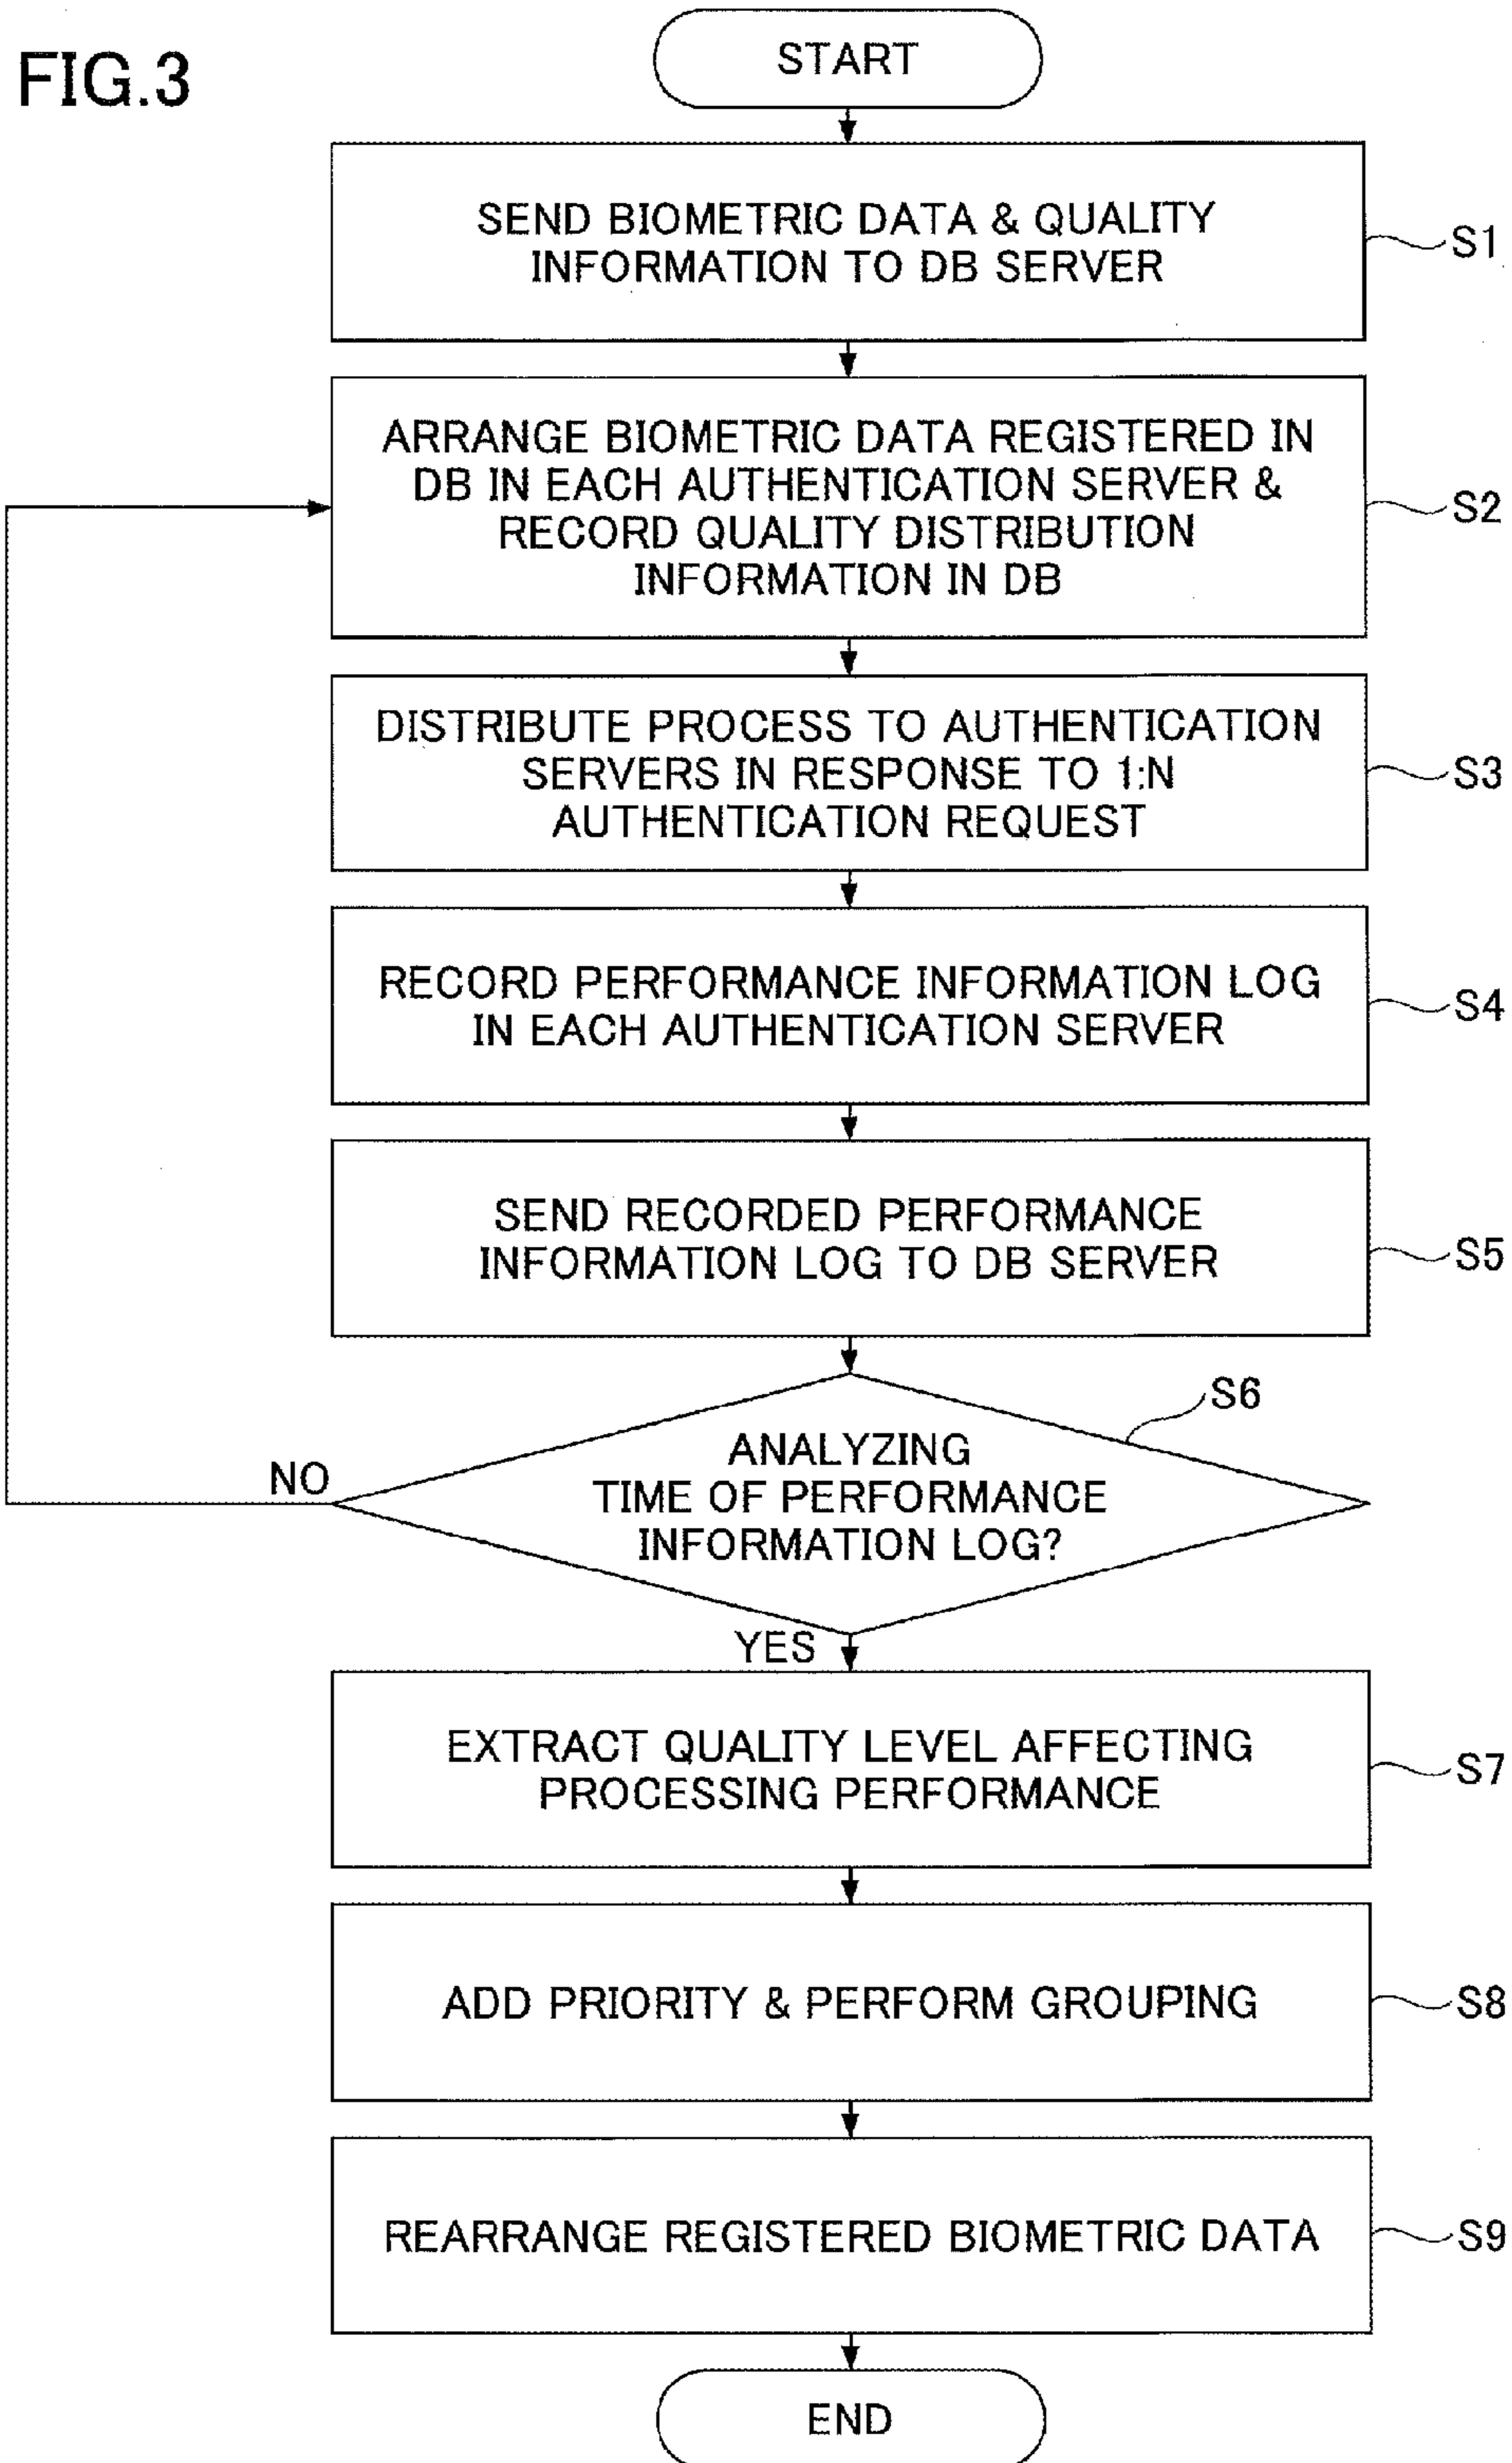 FIG.3
START
SEND BIOMETRIC DATA & QUALITY
INFORMATION TO DB SERVER
S1
ARRANGE BIOMETRIC DATA REGISTERED IN
DB IN EACH AUTHENTICATION SERVER &
RECORD QUALITY DISTRIBUTION
INFORMATION IN DB
S2
DISTRIBUTE PROCESS TO AUTHENTICATION
SERVERS IN RESPONSE TO 1:N
AUTHENTICATION REQUEST
S3
RECORD PERFORMANCE INFORMATION LOG
IN EACH AUTHENTICATION SERVER
S4
SEND RECORDED PERFORMANCE
INFORMATION LOG TO DB SERVER
S5
S6
ANALYZING
TIME OF PERFORMANCE
INFORMATION LOG?
NO
YES
EXTRACT QUALITY LEVEL AFFECTING
PROCESSING PERFORMANCE
S7
ADD PRIORITY & PERFORM GROUPING
S8
REARRANGE REGISTERED BIOMETRIC DATA
S9
END